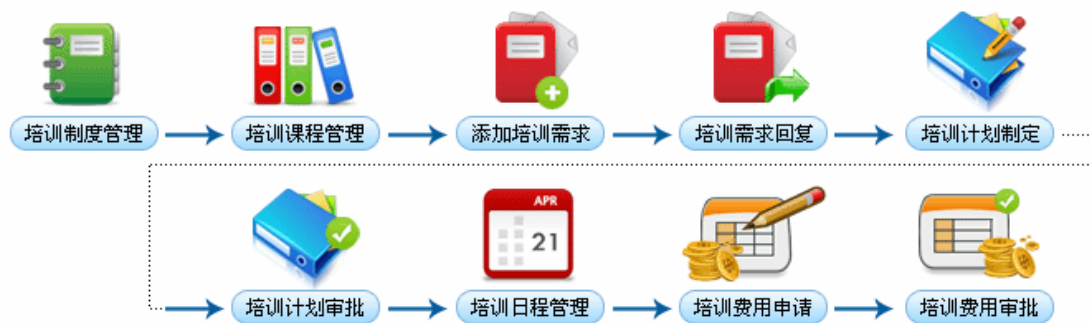 培训制度管理
培训课程管理
添加培训需求
培训需求回复
培训计划制定
培训计划审批
APR
21
培训日程管理
培训费用申请
培训费用审批